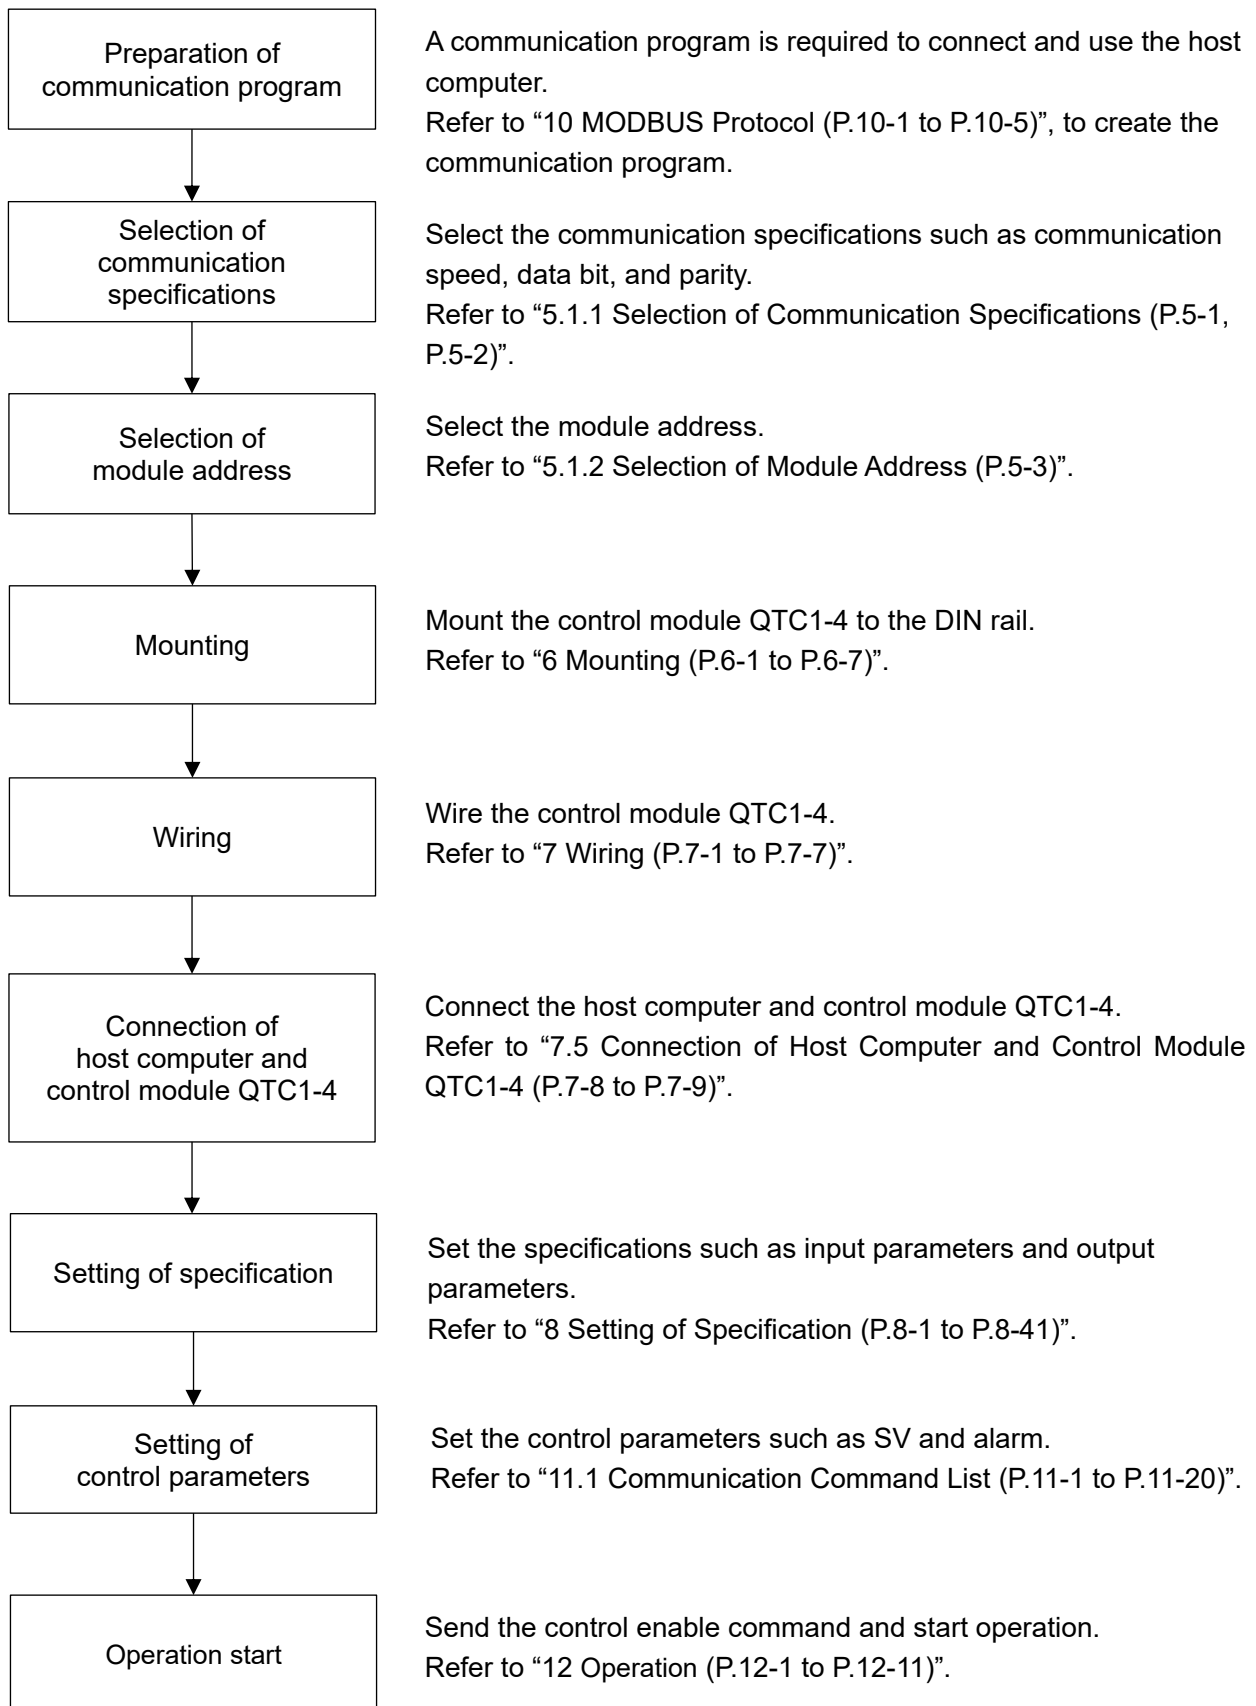 Preparation of
communication program
A communication program is required to connect and use the host
computer.
Refer to “10 MODBUS Protocol (P.10-1 to P.10-5)”, to create the
communication program.
Selection of
communication
specifications
Select the communication specifications such as communication
speed, data bit, and parity.
Refer to “5.1.1 Selection of Communication Specifications (P.5-1,
P.5-2)”.
Selection of
module address
Select the module address.
Refer to “5.1.2 Selection of Module Address (P.5-3)”.
Mounting
Mount the control module QTC1-4 to the DIN rail.
Refer to “6 Mounting (P.6-1 to P.6-7)”.
Wiring
Wire the control module QTC1-4.
Refer to “7 Wiring (P.7-1 to P.7-7)”.
Connection of
host computer and
control module QTC1-4
Connect the host computer and control module QTC1-4.
Refer to “7.5 Connection of Host Computer and Control Module
QTC1-4 (P.7-8 to P.7-9)”.
Setting of specification
Set the specifications such as input parameters and output
parameters.
Refer to “8 Setting of Specification (P.8-1 to P.8-41)”.
Setting of
control parameters
Set the control parameters such as SV and alarm.
Refer to “11.1 Communication Command List (P.11-1 to P.11-20)”.
Operation start
Send the control enable command and start operation.
Refer to “12 Operation (P.12-1 to P.12-11)”.